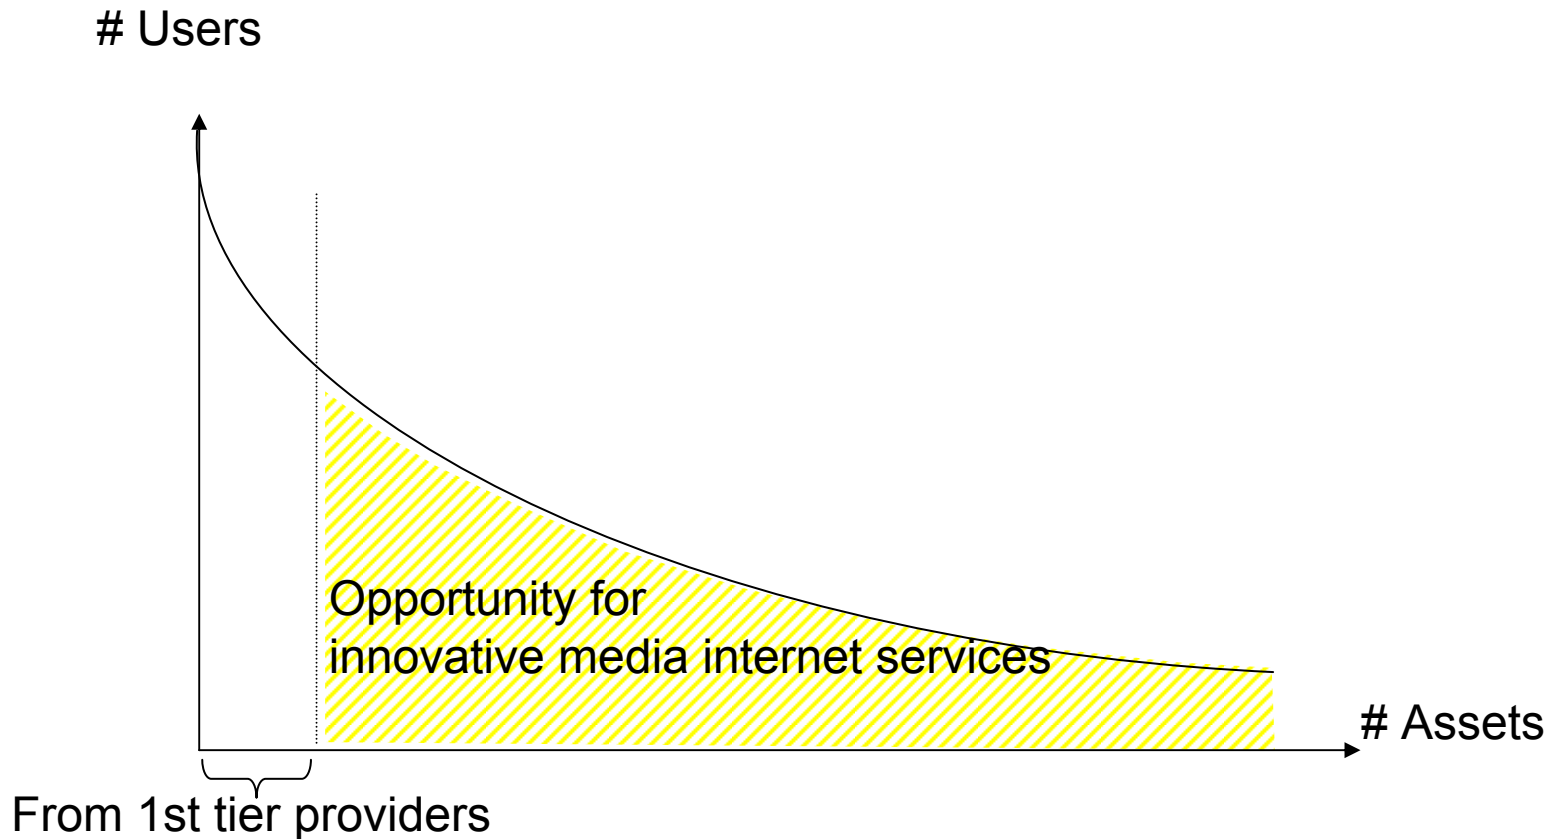 # Users
Opportunity for
innovative media internet services
# Assets
From 1st tier providers